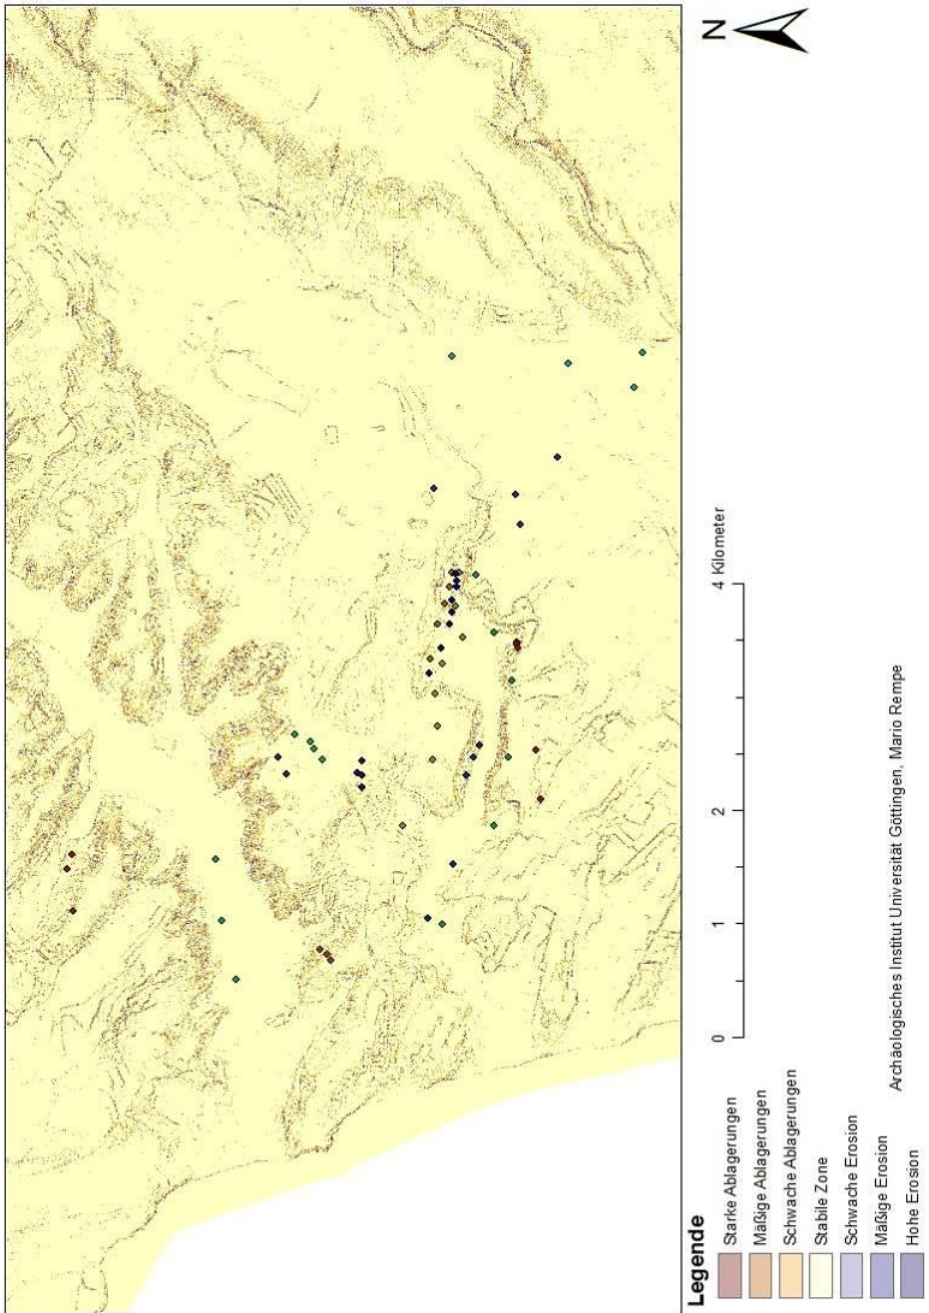 N
0
1
2
4 Kilometer
Legende
Starke Ablagerungen
Mäßige Ablagerungen
Schwache Ablagerungen
Stabile Zone
Schwache Erosion
Mäßige Erosion
Hohe Erosion
Archäologisches Institut Universität Göttingen, Mario Rempe